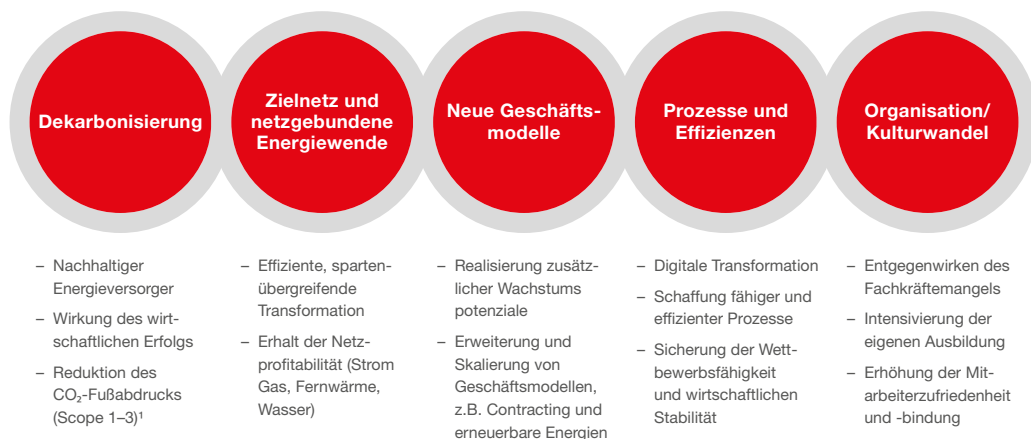 Dekarbonisierung
Zielnetz und
netzgebundene
Energiewende
Neue Geschäfts-
modelle
Prozesse und
Effizienzen
Organisation/
Kulturwandel
– Nachhaltiger
Energieversorger
– Wirkung des wirt-
schaftlichen Erfolgs
– Reduktion des
CO₂-Fußabdrucks
(Scope 1–3)¹
– Effiziente, sparten-
übergreifende
Transformation
– Erhalt der Netz-
profitabilität (Strom
Gas, Fernwärme,
Wasser)
– Realisierung zusätz-
licher Wachstums
potenziale
– Erweiterung und
Skalierung von
Geschäftsmodellen,
z.B. Contracting und
erneuerbare Energien
– Digitale Transformation
– Schaffung fähiger und
effizienter Prozesse
– Sicherung der Wett-
bewerbsfähigkeit
und wirtschaftlichen
Stabilität
– Entgegenwirken des
Fachkräftemangels
– Intensivierung der
eigenen Ausbildung
– Erhöhung der Mit-
arbeiterzufriedenheit
und -bindung